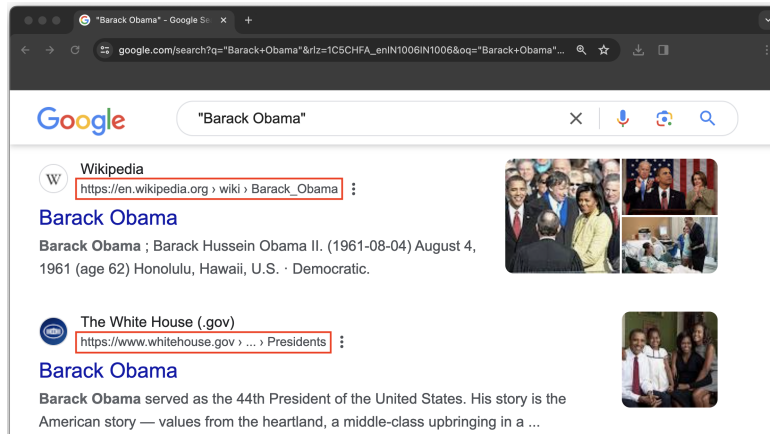 "Barack Obama" - Google Se
google.com/search?q="Barack+Obama"&rlz=1C5CHFA_enIN1006IN1006&oq="Barack+Obama"...
Google
"Barack Obama"
W
Wikipedia
https://en.wikipedia.org › wiki › Barack_Obama
Barack Obama
Barack Obama ; Barack Hussein Obama II. (1961-08-04) August 4,
1961 (age 62) Honolulu, Hawaii, U.S. · Democratic.
The White House (.gov)
https://www.whitehouse.gov › ... › Presidents
Barack Obama
Barack Obama served as the 44th President of the United States. His story is the
American story — values from the heartland, a middle-class upbringing in a ...